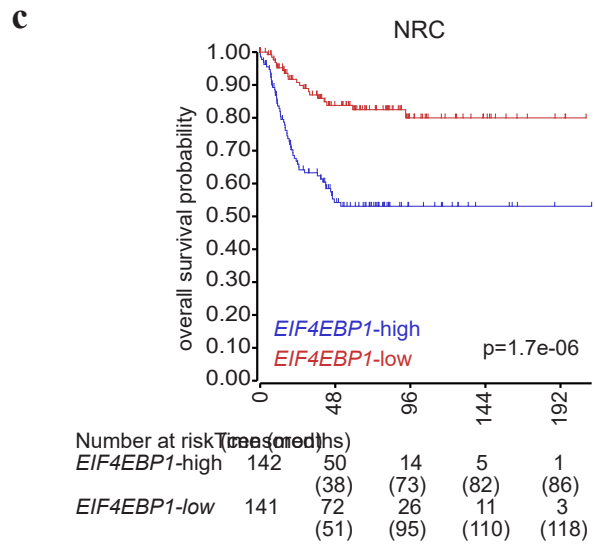 c
NRC
overall survival probability
1.00
0.90
0.80
0.70
0.60
0.50
0.40
0.30
0.20
0.10
0.00
EIF4EBP1-high
EIF4EBP1-low
p=1.7e-06
0 48 96 144 192
Number at risk (censored)
Time (months)
EIF4EBP1-high 142 50 14 5 1
(38) (73) (82) (86)
EIF4EBP1-low 141 72 26 11 3
(51) (95) (110) (118)